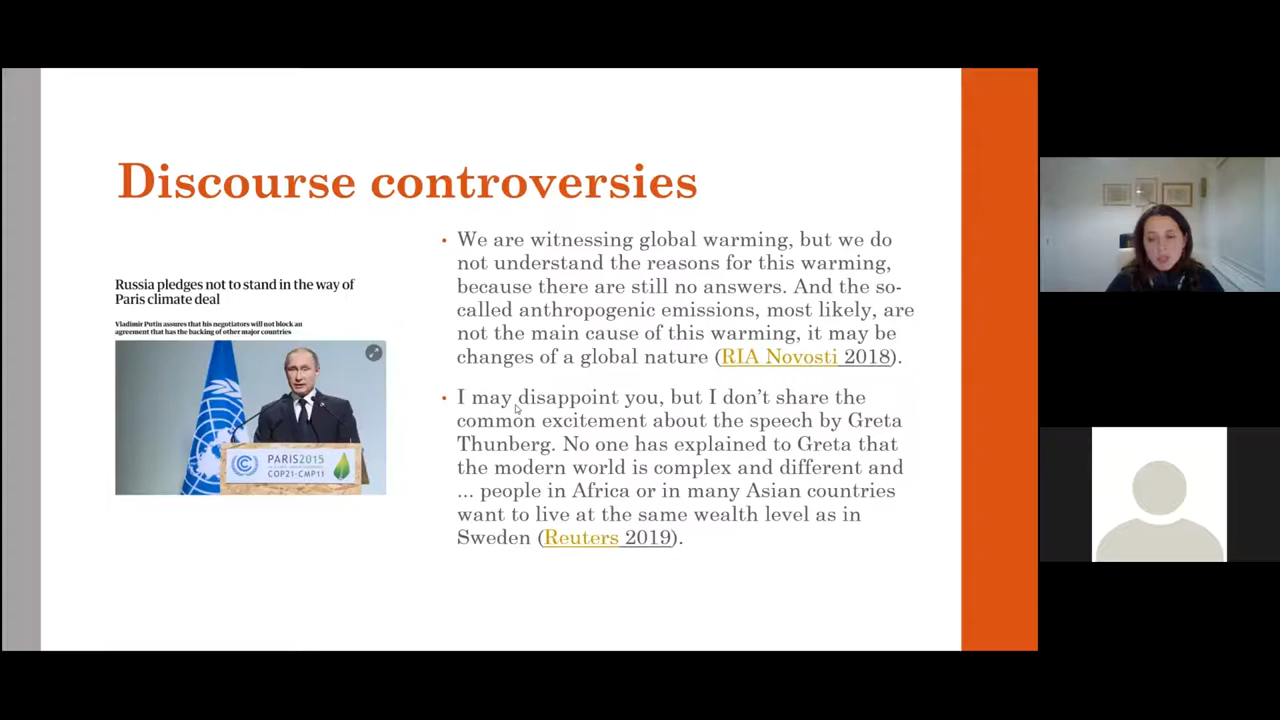 Discourse controversies
Russia pledges not to stand in the way of
Paris climate deal
Vladimir Putin assures that his negotiators will not block an
agreement that has the backing of other major countries
PARIS2015
COP21·CMP11
• We are witnessing global warming, but we do
not understand the reasons for this warming,
because there are still no answers. And the so-
called anthropogenic emissions, most likely, are
not the main cause of this warming, it may be
changes of a global nature (RIA Novosti 2018).
• I may disappoint you, but I don’t share the
common excitement about the speech by Greta
Thunberg. No one has explained to Greta that
the modern world is complex and different and
... people in Africa or in many Asian countries
want to live at the same wealth level as in
Sweden (Reuters 2019).